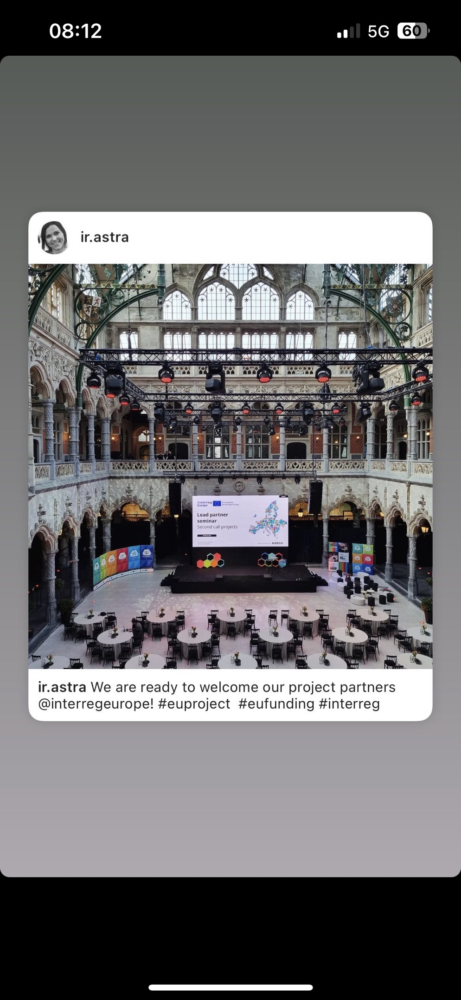 08:12
5G 60
ir.astra
Interreg
Europe
Co-funded by
the European Union
Lead partner
seminar
Second call projects
ir.astra We are ready to welcome our project partners
@interregeurope! #euproject #eufunding #interreg